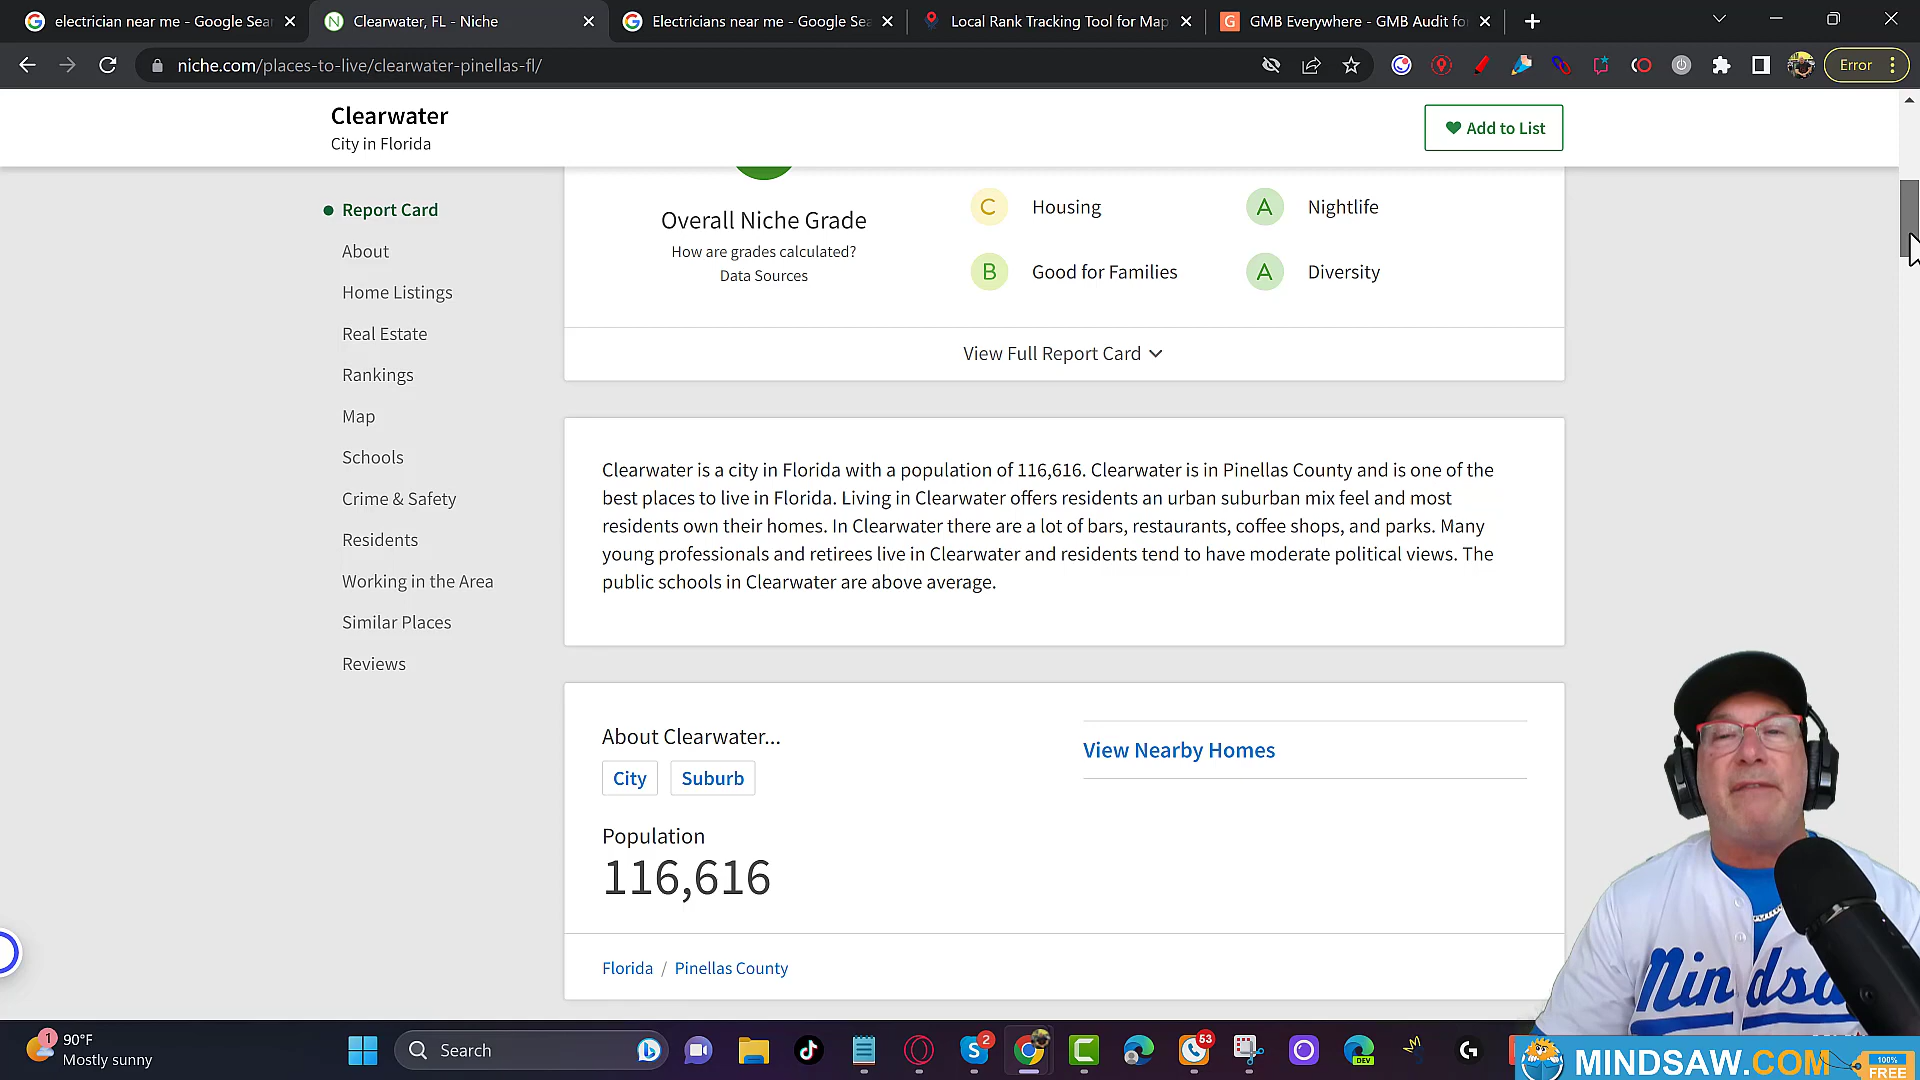 electrician near me - Google Sea
Clearwater, FL - Niche
Electricians near me - Google Sea
Local Rank Tracking Tool for Map
GMB Everywhere - GMB Audit fo
niche.com/places-to-live/clearwater-pinellas-fl/
Error
Clearwater
City in Florida
Add to List
Report Card
About
Home Listings
Real Estate
Rankings
Map
Schools
Crime & Safety
Residents
Working in the Area
Similar Places
Reviews
Overall Niche Grade
How are grades calculated?
Data Sources
C Housing
A Nightlife
B Good for Families
A Diversity
View Full Report Card
Clearwater is a city in Florida with a population of 116,616. Clearwater is in Pinellas County and is one of the
best places to live in Florida. Living in Clearwater offers residents an urban suburban mix feel and most
residents own their homes. In Clearwater there are a lot of bars, restaurants, coffee shops, and parks. Many
young professionals and retirees live in Clearwater and residents tend to have moderate political views. The
public schools in Clearwater are above average.
About Clearwater...
City Suburb
Population
116,616
View Nearby Homes
Florida / Pinellas County
Mindsa
1
90°F
Mostly sunny
Search
2
53
DEV
MINDSAW.COM
100%
FREE